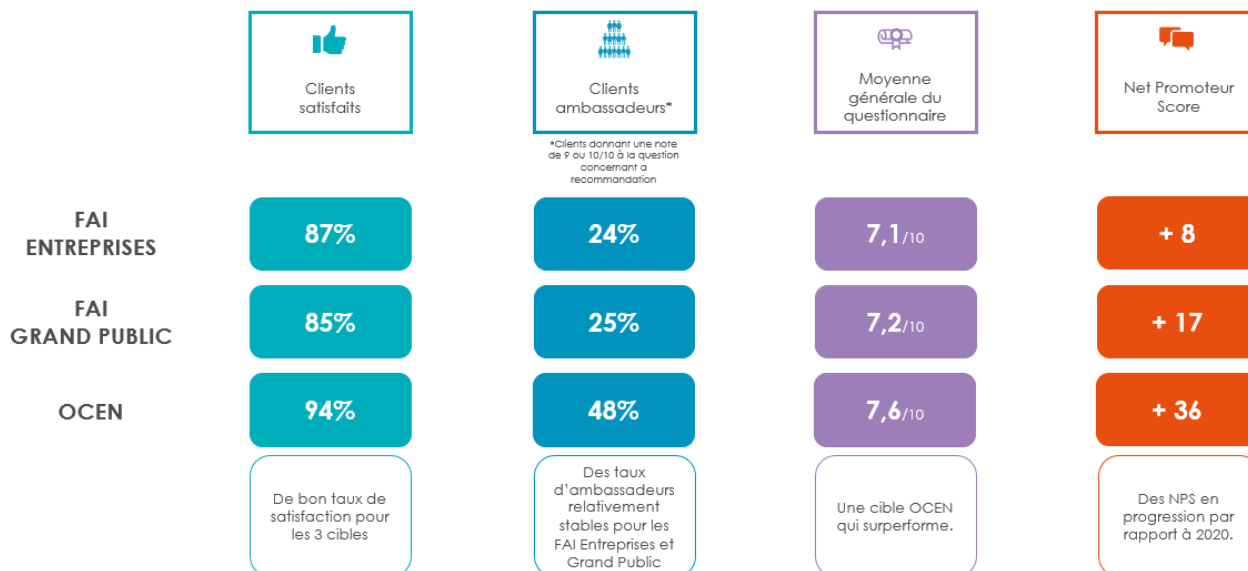 Clients
satisfaits
Clients
ambassadeurs*
Moyenne
générale du
questionnaire
Net Promoteur
Score
*Clients donnant une note
de 9 ou 10/10 à la question
concernant a
recommandation
FAI
ENTREPRISES
87%
24%
7,1/10
+ 8
FAI
GRAND PUBLIC
85%
25%
7,2/10
+ 17
OCEN
94%
48%
7,6/10
+ 36
De bon taux de
satisfaction pour
les 3 cibles
Des taux
d’ambassadeurs
relativement
stables pour les
FAI Entreprises et
Grand Public
Une cible OCEN
qui surperforme.
Des NPS en
progression par
rapport à 2020.